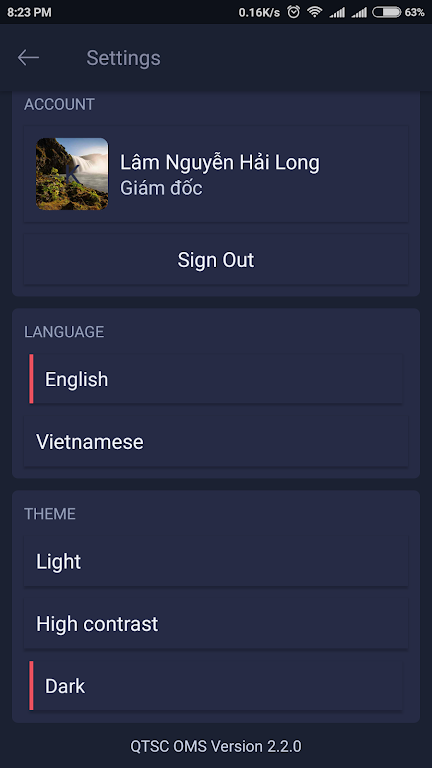 8:23 PM 0.16K/s 63%
Settings
ACCOUNT
Lâm Nguyễn Hải Long
Giám đốc
Sign Out
LANGUAGE
English
Vietnamese
THEME
Light
High contrast
Dark
QTSC OMS Version 2.2.0